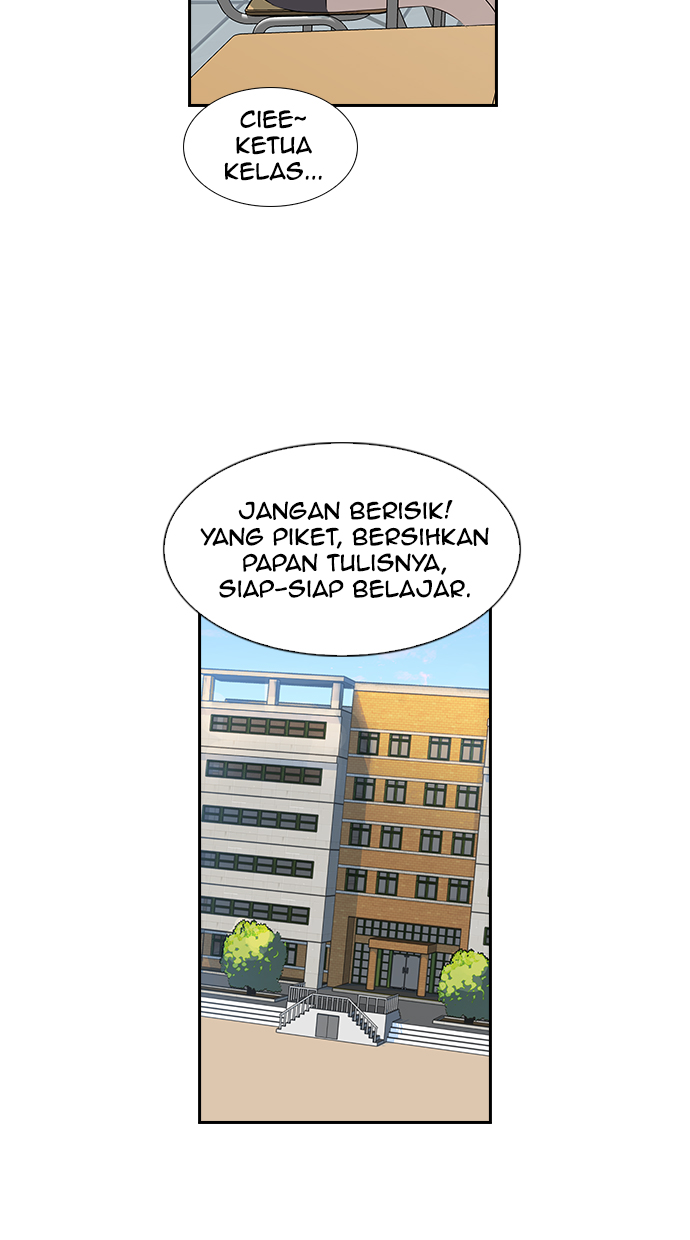 CIEE~
KETUA
KELAS...
JANGAN BERISIK!
YANG PIKET, BERSIHKAN
PAPAN TULISNYA,
SIAP-SIAP BELAJAR.